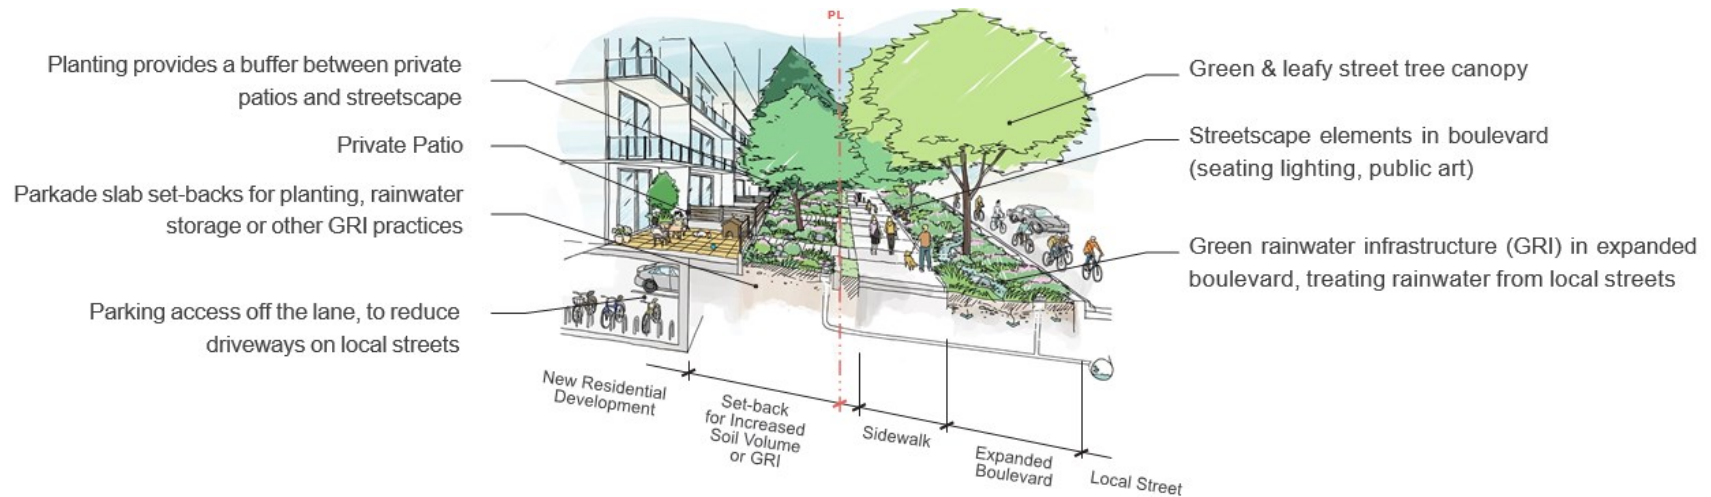 PL
Planting provides a buffer between private
patios and streetscape
Private Patio
Parkade slab set-backs for planting, rainwater
storage or other GRI practices
Parking access off the lane, to reduce
driveways on local streets
Green & leafy street tree canopy
Streetscape elements in boulevard
(seating lighting, public art)
Green rainwater infrastructure (GRI) in expanded
boulevard, treating rainwater from local streets
New Residential
Development
Set-back
for Increased
Soil Volume
or GRI
Sidewalk
Expanded
Boulevard
Local Street